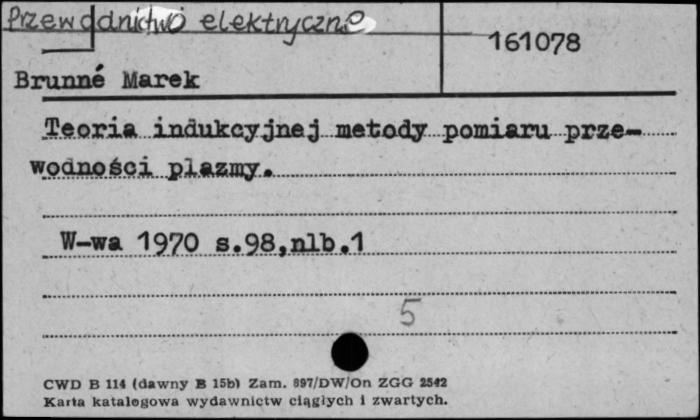 Przewodnictwo elektryczne
161078
Brunné Marek
Teoria indukcyjnej metody pomiaru prze-
wodności plazmy.
W-wa 1970 s.98,nlb.1
5
CWD B 114 (dawny B 15b) Zam. 897/DW/On ZGG 2542
Karta katalogowa wydawnictw ciągłych i zwartych.